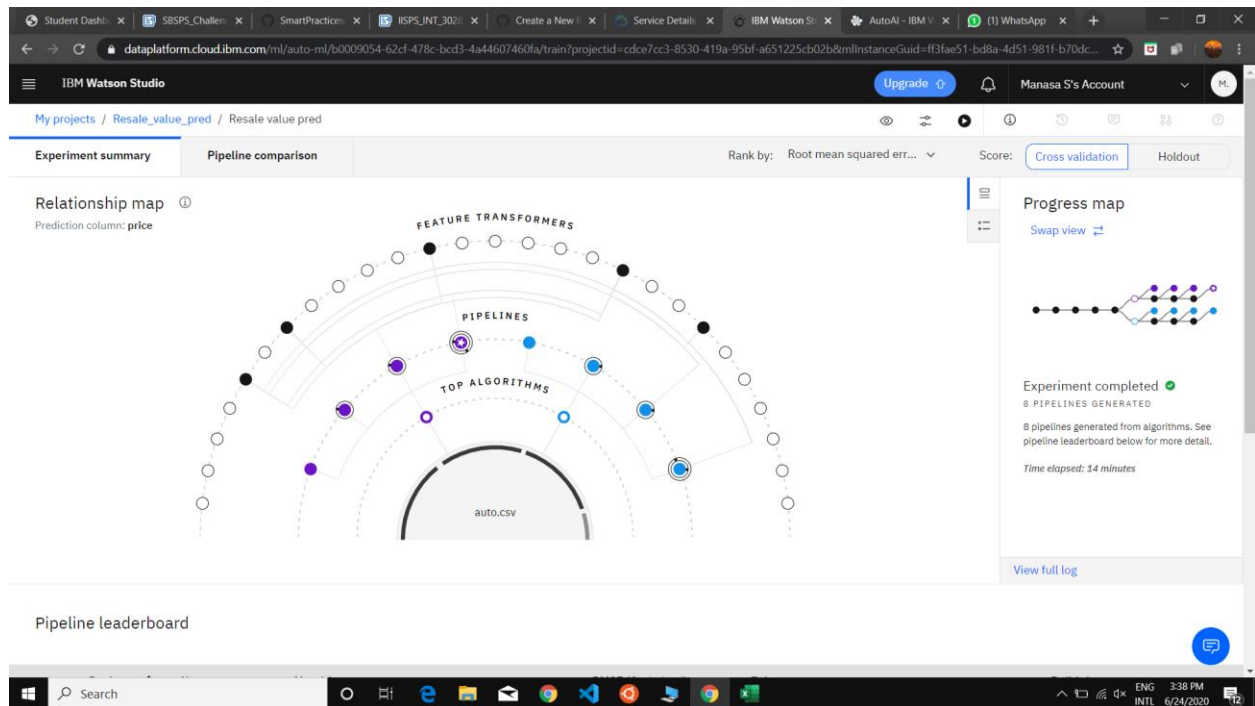 Student Dashb
SBSPS_Challen
SmartPractices
IISPS_INT_302
Create a New
Service Details
IBM Watson St
AutoAI - IBM W
(1) WhatsApp
dataplatform.cloud.ibm.com/ml/auto-ml/b0009054-62cf-478c-bcd3-4a44607460fa/train?projectid=cdce7cc3-8530-419a-95bf-a651225cb02b&mlInstanceGuid=ff3fae51-bd8a-4d51-981f-b70dc...
IBM Watson Studio
Upgrade
Manasa S's Account
M.
My projects / Resale_value_pred / Resale value pred
Experiment summary
Pipeline comparison
Rank by: Root mean squared err...
Score: Cross validation Holdout
Relationship map
Prediction column: price
FEATURE TRANSFORMERS
PIPELINES
TOP ALGORITHMS
auto.csv
Progress map
Swap view
Experiment completed
8 PIPELINES GENERATED
8 pipelines generated from algorithms. See
pipeline leaderboard below for more detail.
Time elapsed: 14 minutes
View full log
Pipeline leaderboard
Search
ENG 3:38 PM
INTL 6/24/2020
12